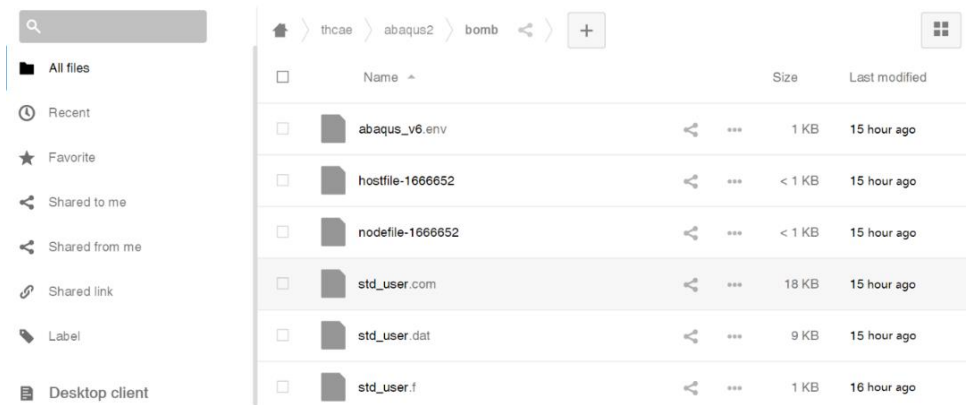 thcae abaqus2 bomb +
All files
Name Size Last modified
Recent
abaqus_v6.env 1 KB 15 hour ago
Favorite
hostfile-1666652 < 1 KB 15 hour ago
Shared to me
nodefile-1666652 < 1 KB 15 hour ago
Shared from me
std_user.com 18 KB 15 hour ago
Shared link
std_user.dat 9 KB 15 hour ago
Label
std_user.f 1 KB 16 hour ago
Desktop client